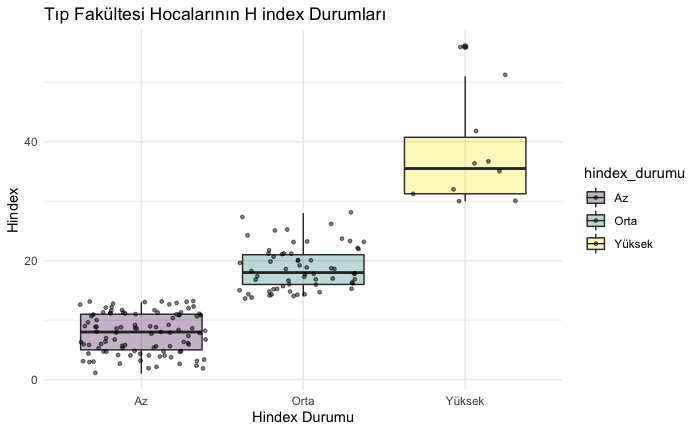 Tıp Fakültesi Hocalarının H index Durumları
Hindex
40
20
0
Az
Orta
Yüksek
Hindex Durumu
hindex_durumu
Az
Orta
Yüksek